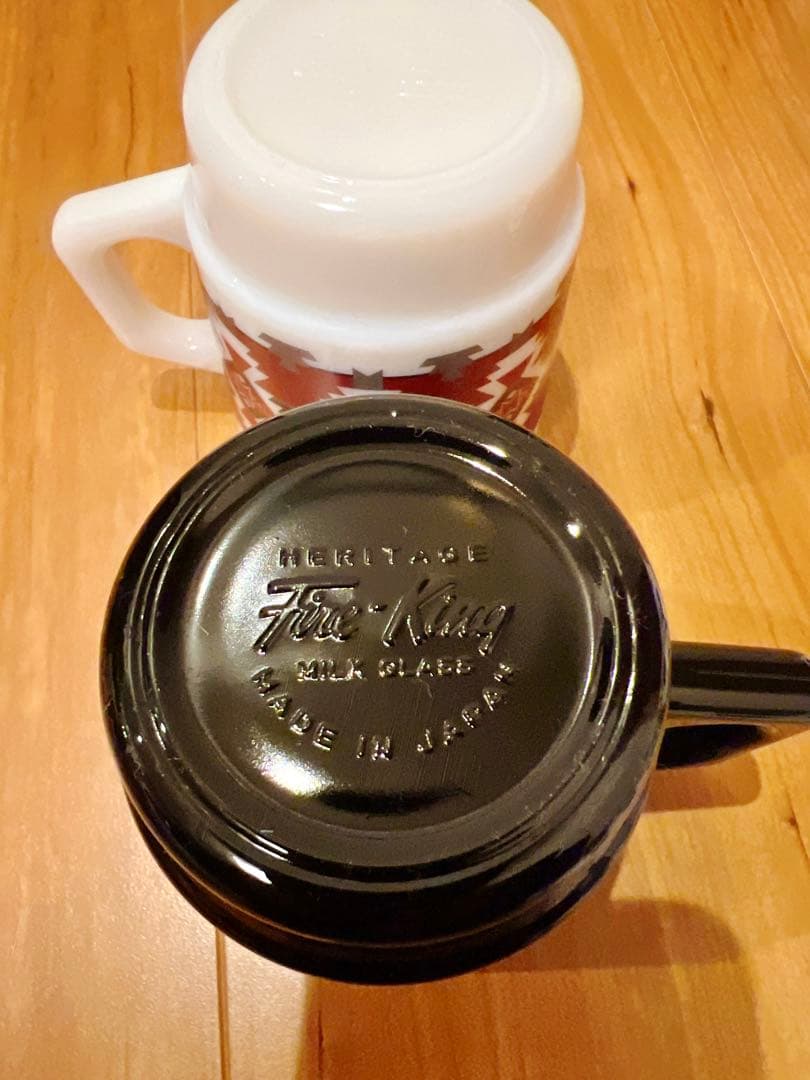 HERITAGE
Fire-King
MILK GLASS
MADE IN JAPAN